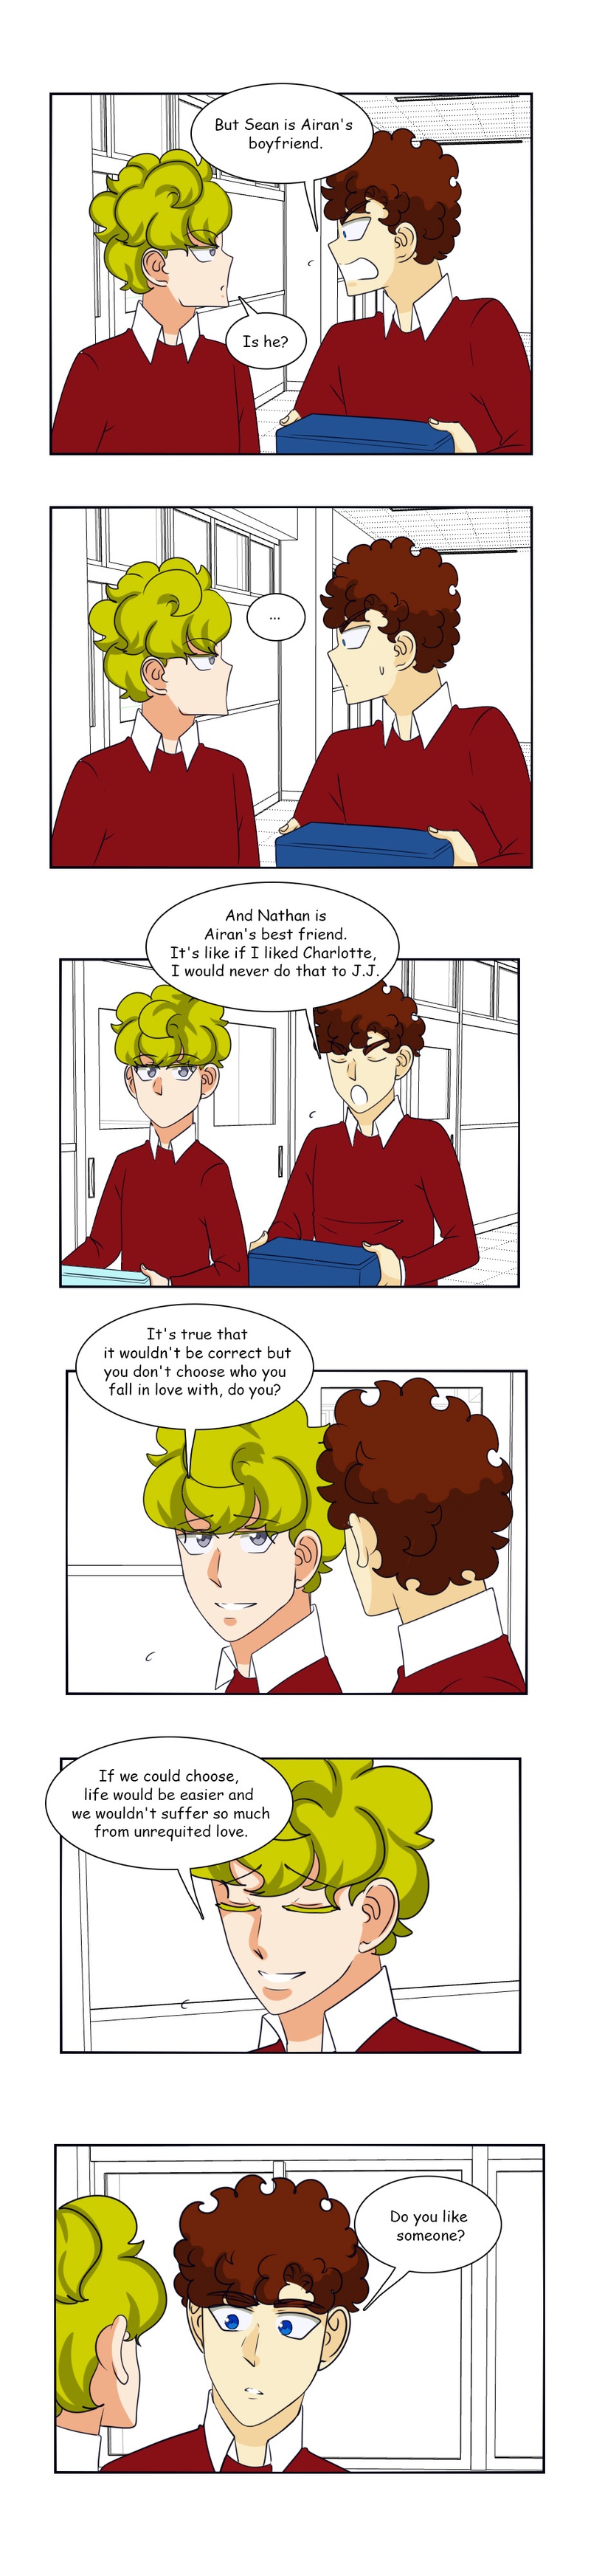 But Sean is Airan's
boyfriend.
Is he?
...
And Nathan is
Airan's best friend.
It's like if I liked Charlotte,
I would never do that to J.J.
It's true that
it wouldn't be correct but
you don't choose who you
fall in love with, do you?
If we could choose,
life would be easier and
we wouldn't suffer so much
from unrequited love.
Do you like
someone?